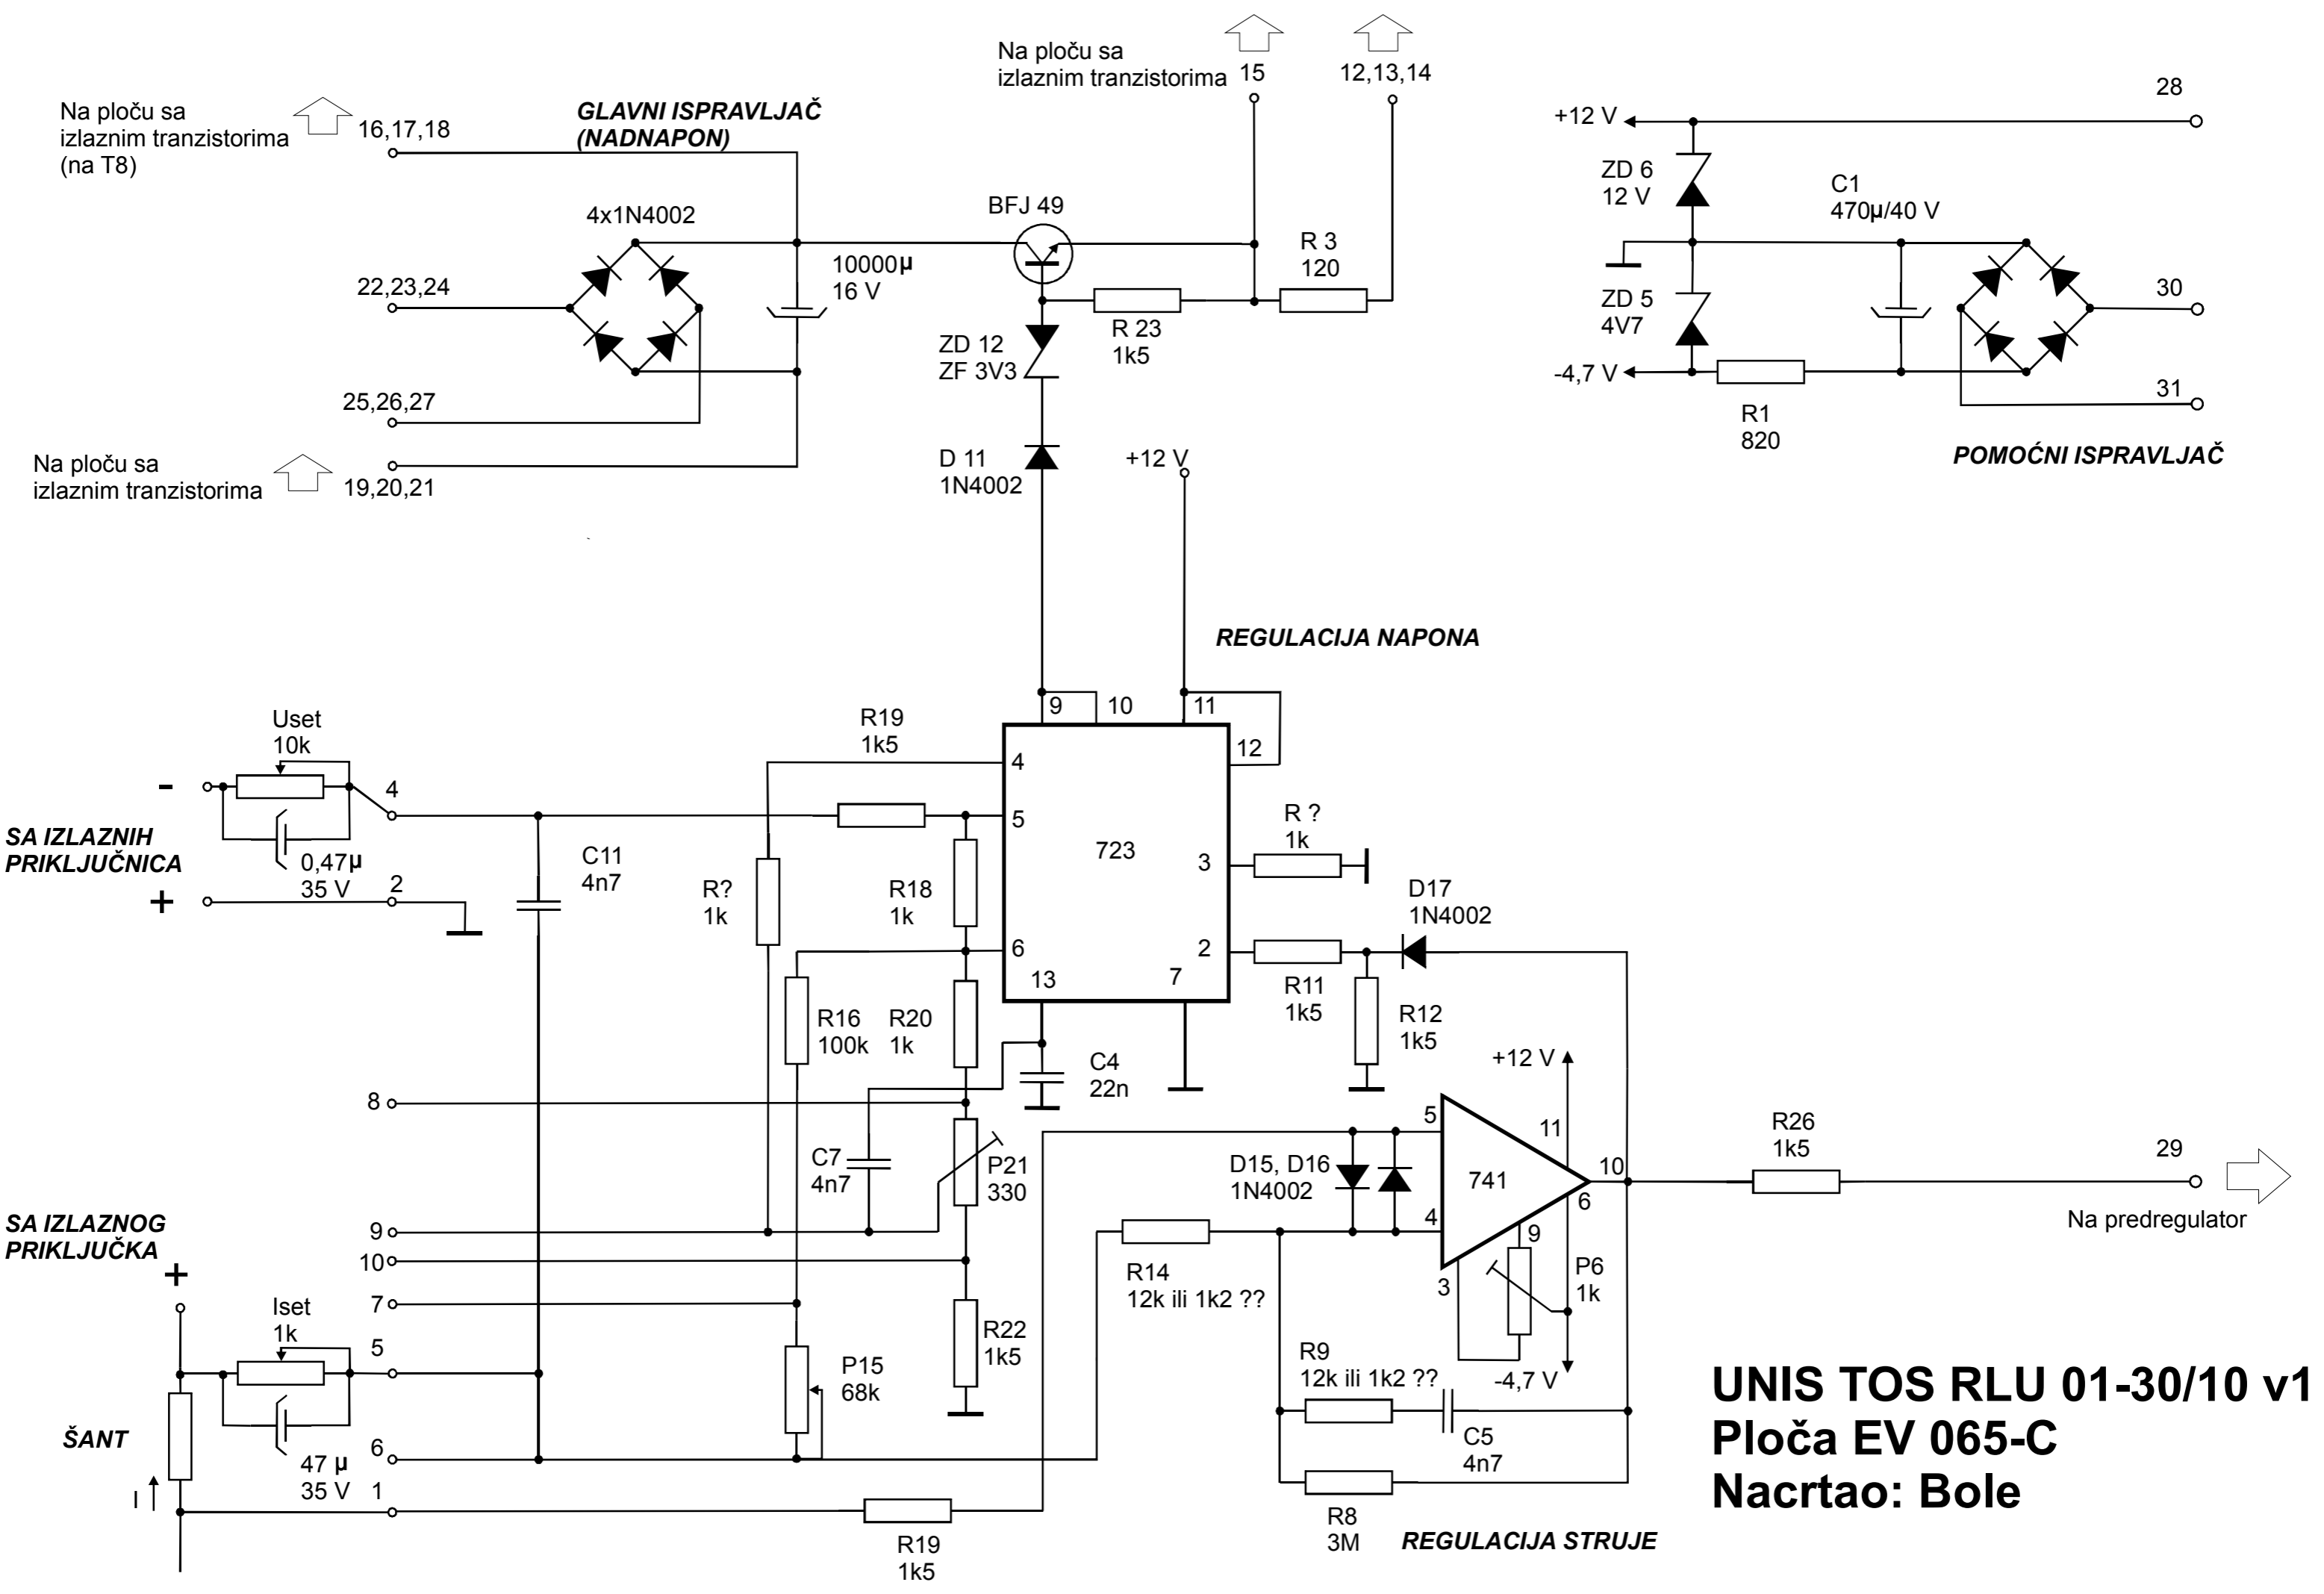 Na ploču sa
izlaznim tranzistorima
(na T8)
16,17,18
GLAVNI ISPRAVLJAČ
(NADNAPON)
4x1N4002
22,23,24
25,26,27
Na ploču sa
izlaznim tranzistorima
19,20,21
10000µ
16 V
Na ploču sa
izlaznim tranzistorima
15
12,13,14
BFJ 49
R 3
120
R 23
1k5
ZD 12
ZF 3V3
D 11
1N4002
+12 V
+12 V
28
ZD 6
12 V
C1
470µ/40 V
ZD 5
4V7
30
-4,7 V
R1
820
31
POMOĆNI ISPRAVLJAČ
REGULACIJA NAPONA
Uset
10k
-
4
SA IZLAZNIH
PRIKLJUČNICA
0,47µ
35 V
2
+
C11
4n7
R19
1k5
R?
1k
R18
1k
9
10
11
12
4
5
723
3
6
2
13
7
R ?
1k
D17
1N4002
R11
1k5
R12
1k5
R16
100k
R20
1k
C4
22n
8
C7
4n7
P21
330
9
10
7
SA IZLAZNOG
PRIKLJUČKA
+
Iset
1k
5
ŠANT
47 µ
35 V
6
I
1
P15
68k
R22
1k5
R19
1k5
+12 V
5
11
D15, D16
1N4002
741
10
4
6
9
3
P6
1k
-4,7 V
R14
12k ili 1k2 ??
R9
12k ili 1k2 ??
C5
4n7
R8
3M
REGULACIJA STRUJE
R26
1k5
29
Na predregulator
UNIS TOS RLU 01-30/10 v1
Ploča EV 065-C
Nacrtao: Bole